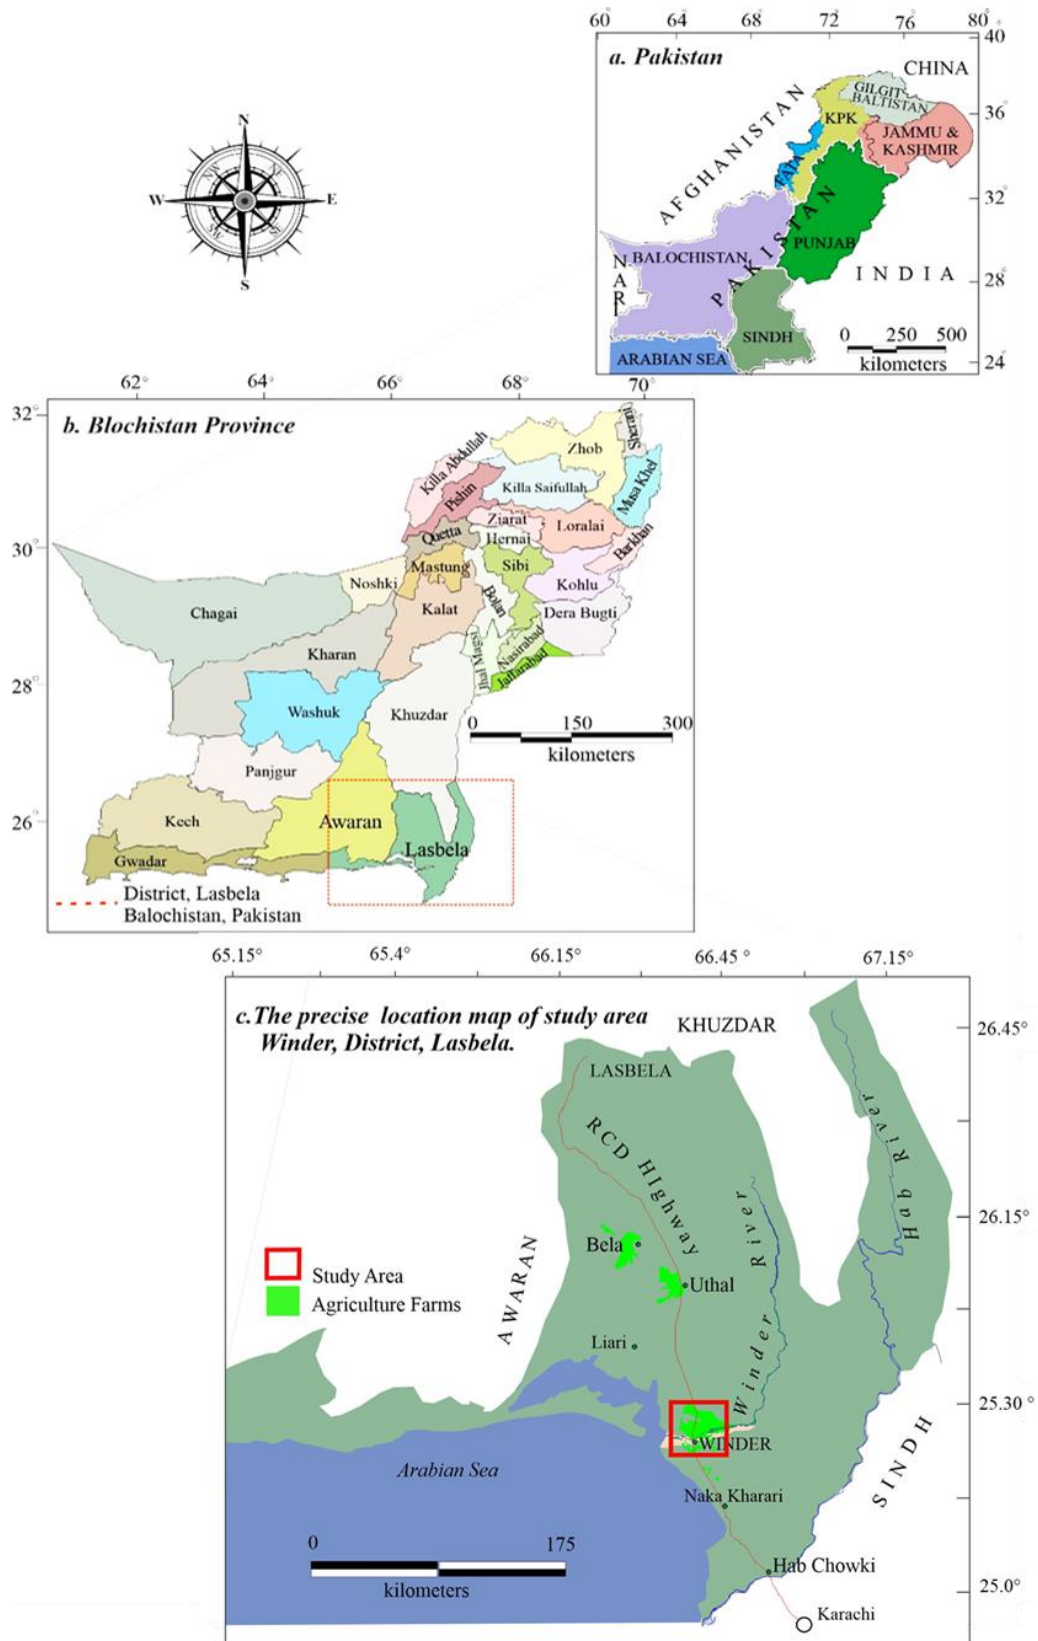 60° 64° 68° 72° 76° 80°
40
a. Pakistan
CHINA
GILGIT
BALTISTAN
36°
KPK
JAMMU &
KASHMIR
AFGHANISTAN
FATA
32°
PAKISTAN
PUNJAB
BALOCHISTAN
INDIA
28°
SINDH
0 250 500
kilometers
ARABIAN SEA
24°
N
NW NE
W E
SW SE
S
62° 64° 66° 68° 70°
32°
b. Blochistan Province
Sherani
Zhob
Killa Abdullah
Musa Khel
Pishin
Killa Saifullah
Ziarat
Loralai
Quetta
Hernai
Barkhan
30°
Mastung
Sibi
Noshki
Kohlu
Bolan
Chagai
Kalat
Dera Bugti
Nasirabad
Kharan
Jhal Magsi
Jaffarabad
28°
Washuk
Khuzdar
0 150 300
kilometers
Panjgur
26°
Kech
Awaran
Lasbela
Gwadar
District, Lasbela
Balochistan, Pakistan
65.15° 65.4° 66.15° 66.45 ° 67.15°
c.The precise location map of study area
Winder, District, Lasbela.
KHUZDAR
26.45°
LASBELA
RCD HIghway
Hab River
26.15°
Winder River
Bela
AWARAN
Study Area
Uthal
Agriculture Farms
Liari
25.30 °
WINDER
SINDH
Arabian Sea
Naka Kharari
0 175
kilometers
Hab Chowki
25.0°
Karachi